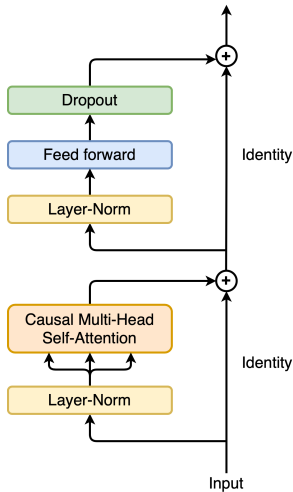 +
Dropout
Feed forward
Identity
Layer-Norm
+
Causal Multi-Head
Self-Attention
Identity
Layer-Norm
Input